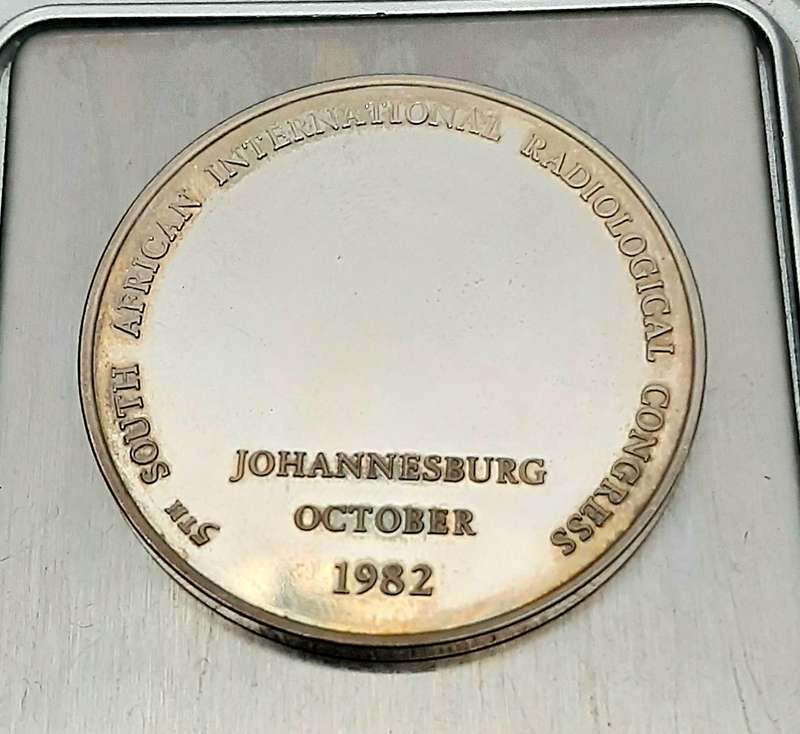 5TH SOUTH AFRICAN INTERNATIONAL RADIOLOGICAL CONGRESS
JOHANNESBURG
OCTOBER
1982